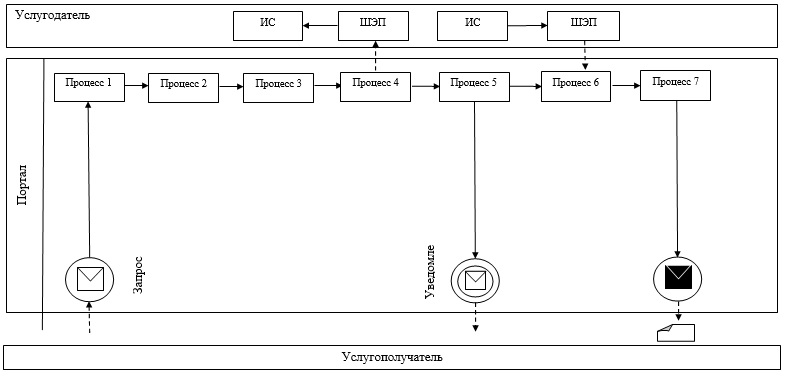 Услугодатель
ИС
ШЭП
ИС
ШЭП
Процесс 1
Процесс 2
Процесс 3
Процесс 4
Процесс 5
Процесс 6
Процесс 7
Портал
Запрос
Уведомле
Услугополучатель